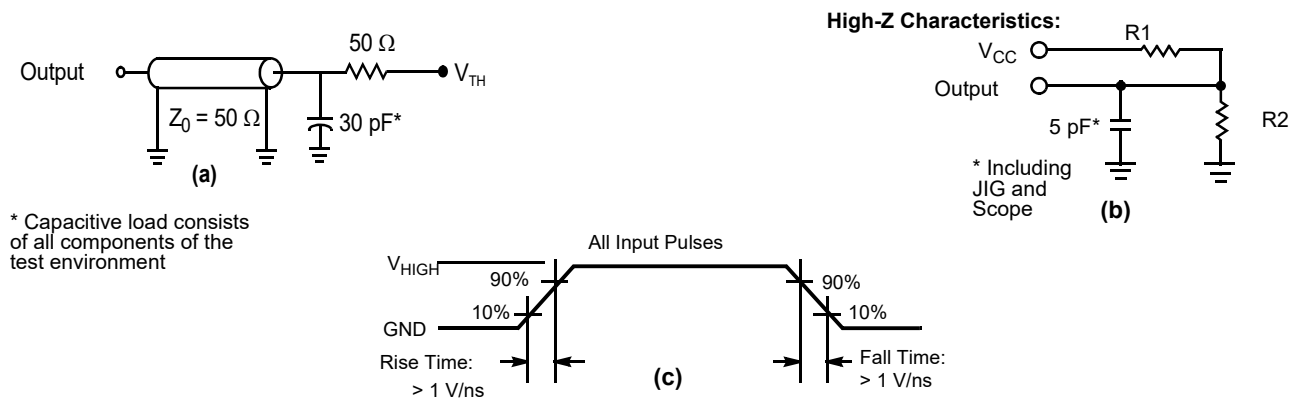 50 Ω
Output
V_TH
Z_0 = 50 Ω
30 pF*
(a)
* Capacitive load consists
of all components of the
test environment
High-Z Characteristics:
R1
V_CC
Output
5 pF*
R2
* Including
JIG and
Scope
(b)
All Input Pulses
V_HIGH
90%
90%
10%
10%
GND
Rise Time:
> 1 V/ns
(c)
Fall Time:
> 1 V/ns